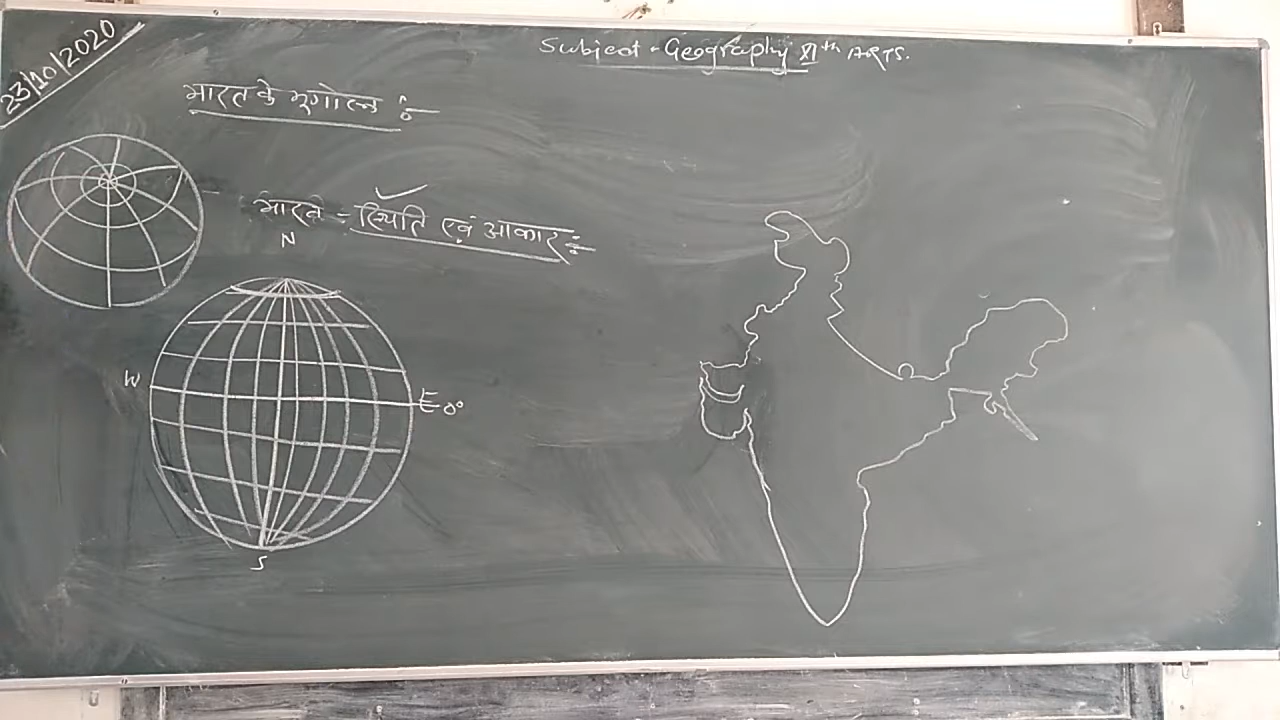 23/10/2020
Subject - Geography XIth ARTS.
भारत के भूगोल :-
भारत - स्थिति एवं आकार :-
N
W
E 0°
S